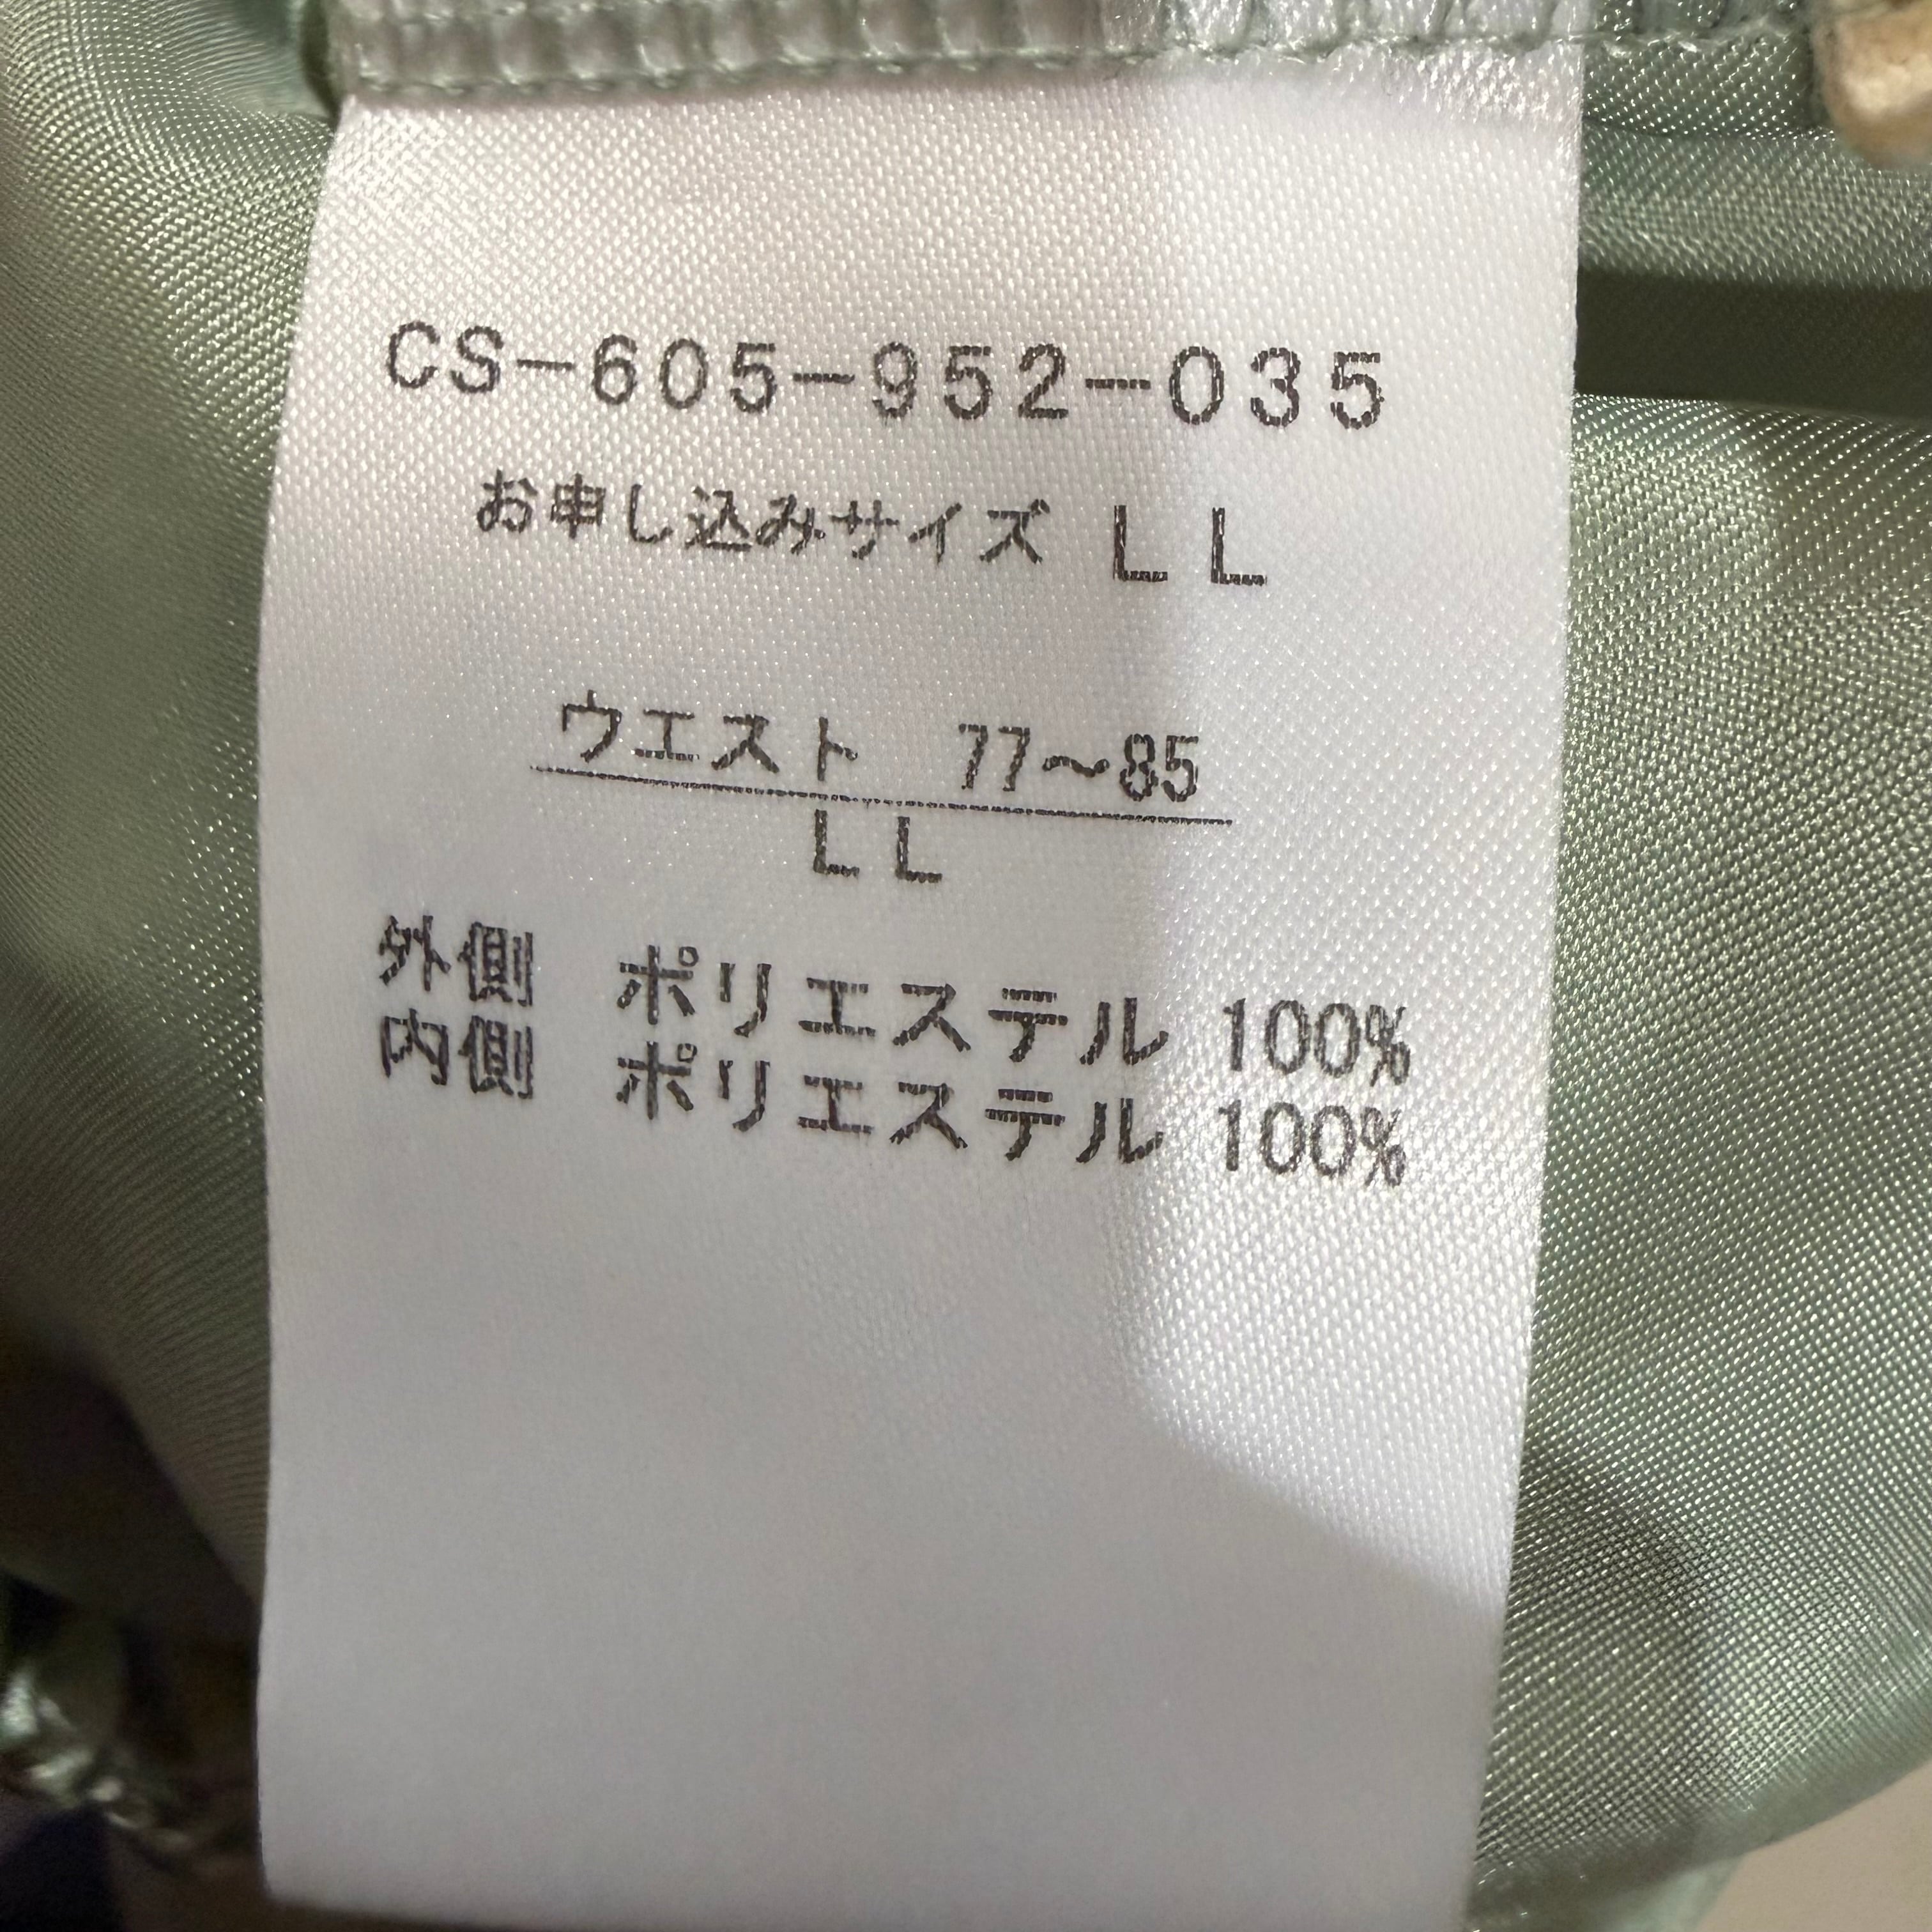 CS-605-952-035
お申し込みサイズ LL
ウエスト 77〜85
LL
外側 ポリエステル 100%
内側 ポリエステル 100%